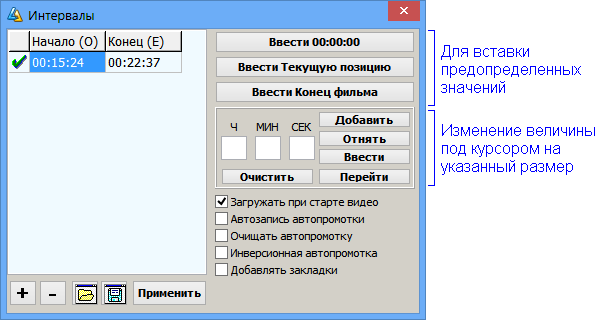 Интервалы
Начало (О) Конец (Е)
00:15:24 00:22:37
Ввести 00:00:00
Ввести Текущую позицию
Ввести Конец фильма
Ч МИН СЕК
Добавить
Отнять
Ввести
Очистить Перейти
Загружать при старте видео
Автозапись автопромотки
Очищать автопромотку
Инверсионная автопромотка
Добавлять закладки
+ - Применить
Для вставки
предопределенных
значений
Изменение величины
под курсором на
указанный размер